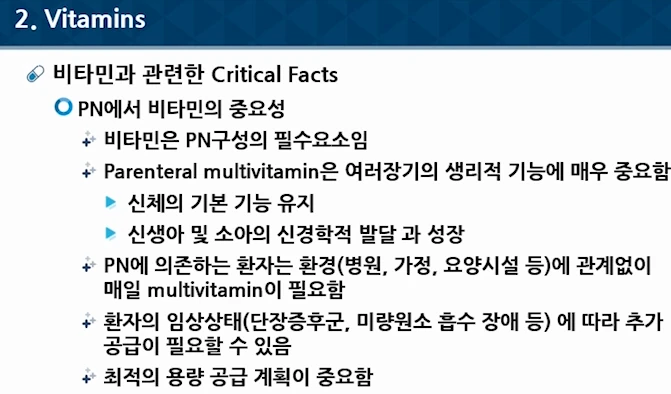 2. Vitamins
비타민과 관련한 Critical Facts
PN에서 비타민의 중요성
비타민은 PN구성의 필수요소임
Parenteral multivitamin은 여러장기의 생리적 기능에 매우 중요함
신체의 기본 기능 유지
신생아 및 소아의 신경학적 발달 과 성장
PN에 의존하는 환자는 환경(병원, 가정, 요양시설 등)에 관계없이
매일 multivitamin이 필요함
환자의 임상상태(단장증후군, 미량원소 흡수 장애 등) 에 따라 추가
공급이 필요할 수 있음
최적의 용량 공급 계획이 중요함